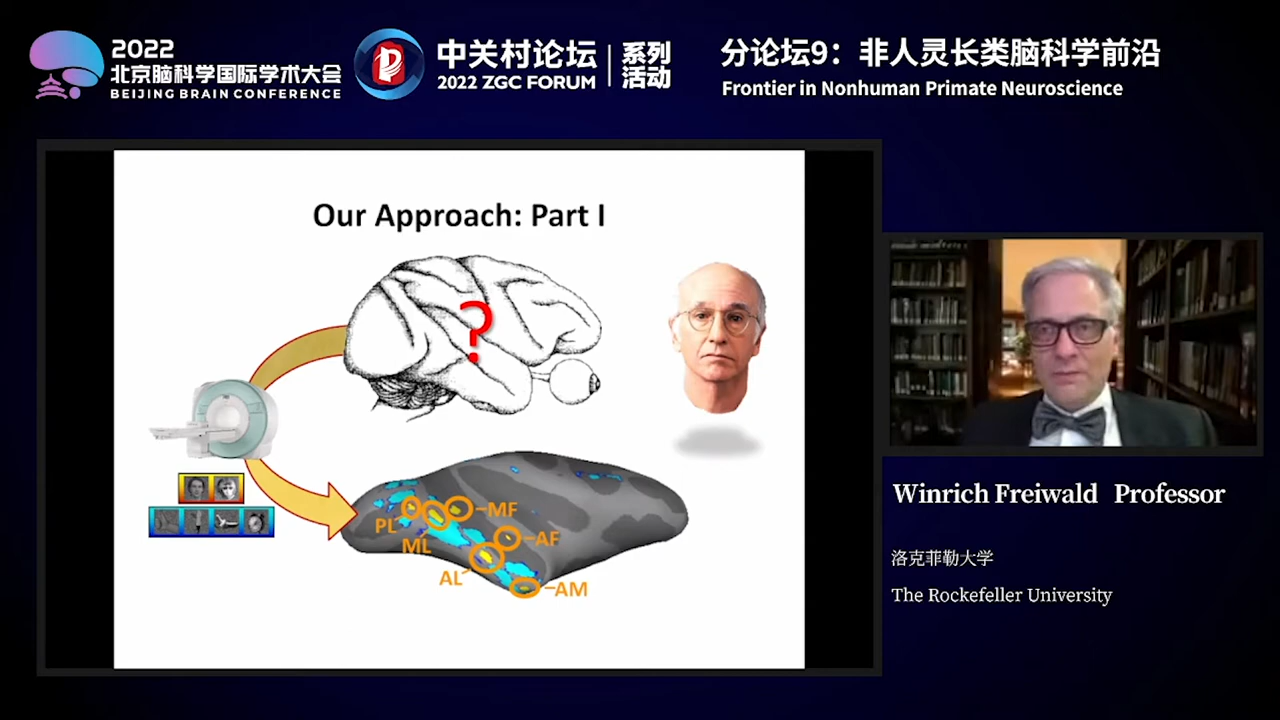 2022
北京脑科学国际学术大会
BEIJING BRAIN CONFERENCE
中关村论坛
2022 ZGC FORUM
系列
活动
分论坛9：非人灵长类脑科学前沿
Frontier in Nonhuman Primate Neuroscience
Our Approach: Part I
?
PL
ML
MF
AF
AL
AM
Winrich Freiwald Professor
洛克菲勒大学
The Rockefeller University